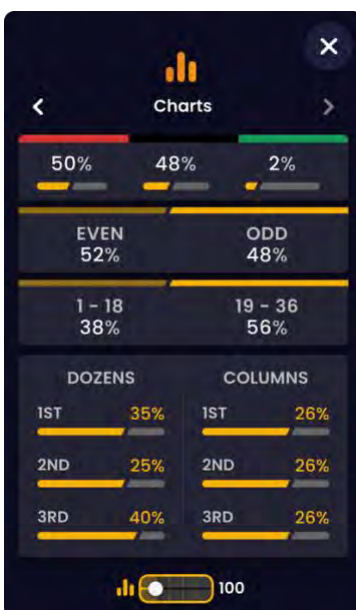 Charts
50% 48% 2%
EVEN ODD
52% 48%
1 - 18 19 - 36
38% 56%
DOZENS COLUMNS
1ST 35% 1ST 26%
2ND 25% 2ND 26%
3RD 40% 3RD 26%
100